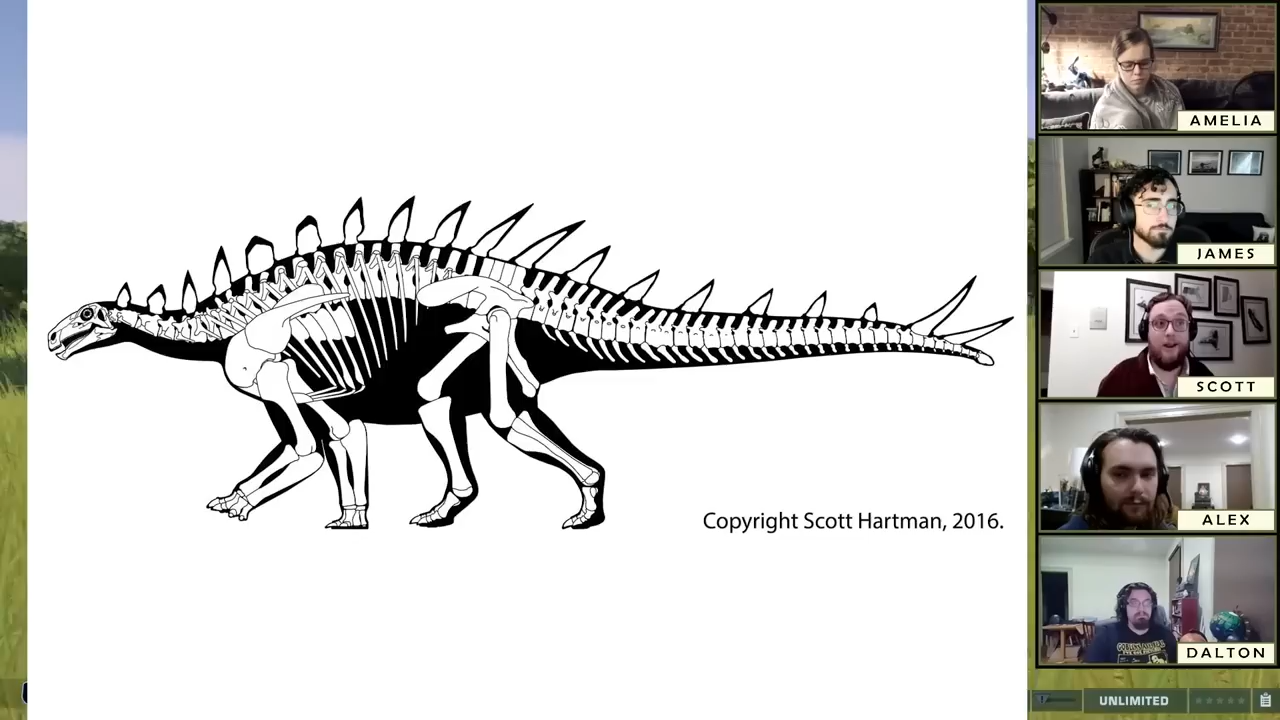 AMELIA
JAMES
SCOTT
Copyright Scott Hartman, 2016.
ALEX
DALTON
UNLIMITED